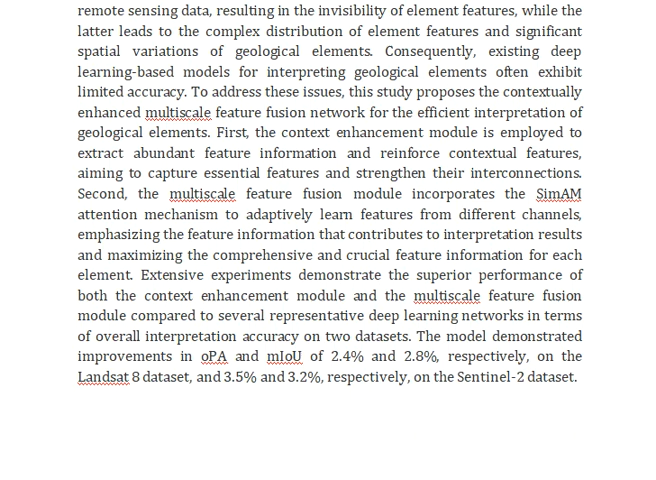 remote sensing data, resulting in the invisibility of element features, while the
latter leads to the complex distribution of element features and significant
spatial variations of geological elements. Consequently, existing deep
learning-based models for interpreting geological elements often exhibit
limited accuracy. To address these issues, this study proposes the contextually
enhanced multiscale feature fusion network for the efficient interpretation of
geological elements. First, the context enhancement module is employed to
extract abundant feature information and reinforce contextual features,
aiming to capture essential features and strengthen their interconnections.
Second, the multiscale feature fusion module incorporates the SimAM
attention mechanism to adaptively learn features from different channels,
emphasizing the feature information that contributes to interpretation results
and maximizing the comprehensive and crucial feature information for each
element. Extensive experiments demonstrate the superior performance of
both the context enhancement module and the multiscale feature fusion
module compared to several representative deep learning networks in terms
of overall interpretation accuracy on two datasets. The model demonstrated
improvements in oPA and mIoU of 2.4% and 2.8%, respectively, on the
Landsat 8 dataset, and 3.5% and 3.2%, respectively, on the Sentinel-2 dataset.